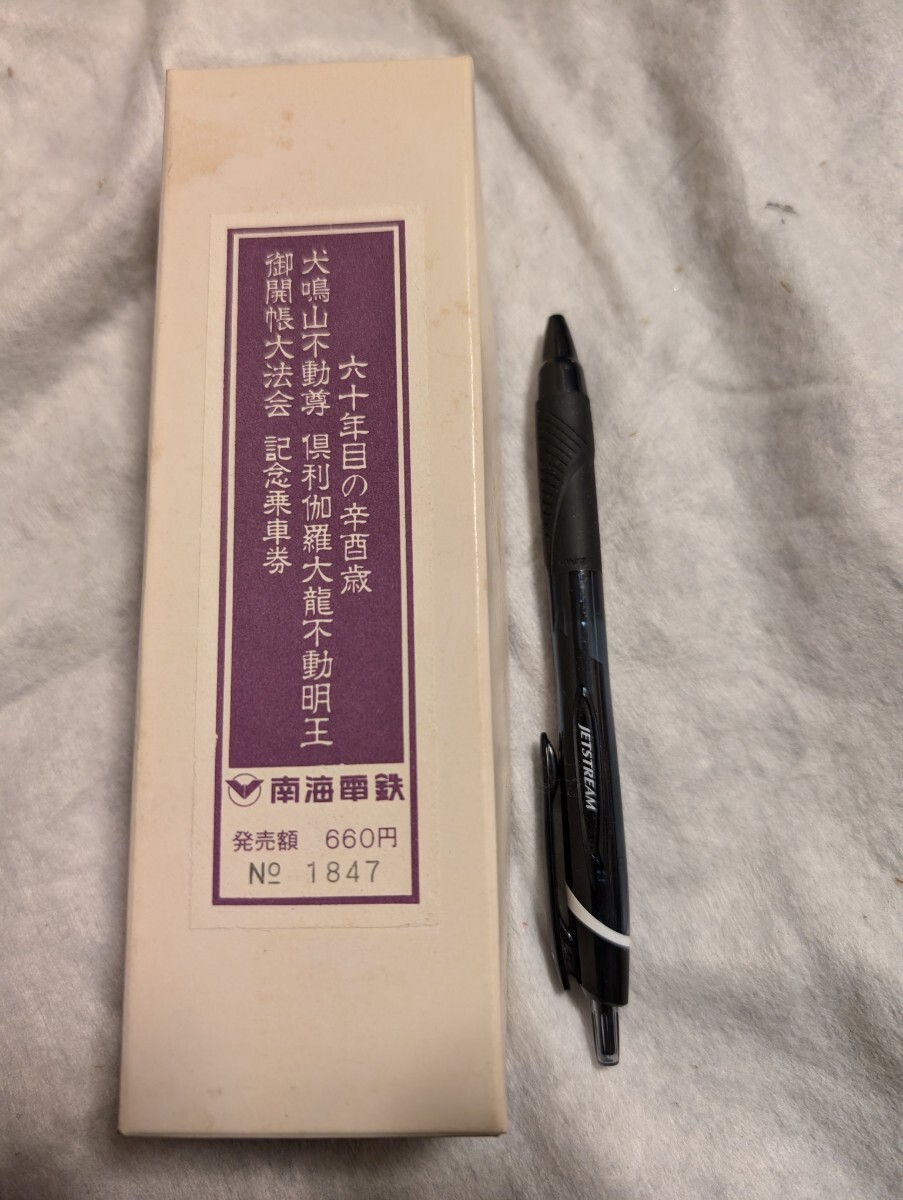 六十年目の辛酉歳
犬鳴山不動尊 倶利伽羅大龍不動明王
御開帳大法会 記念乗車券
南海電鉄
発売額 660円
№ 1847
JETSTREAM